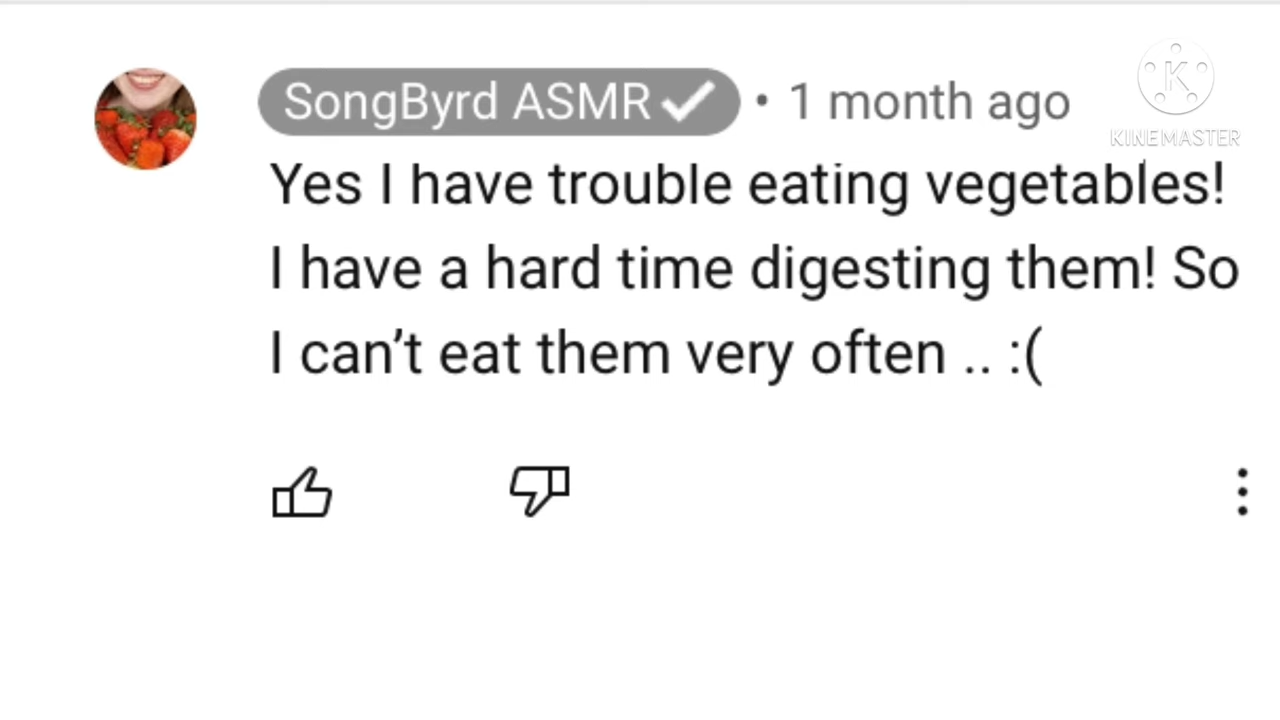 SongByrd ASMR • 1 month ago
KINEMASTER
Yes I have trouble eating vegetables!
I have a hard time digesting them! So
I can’t eat them very often .. :(